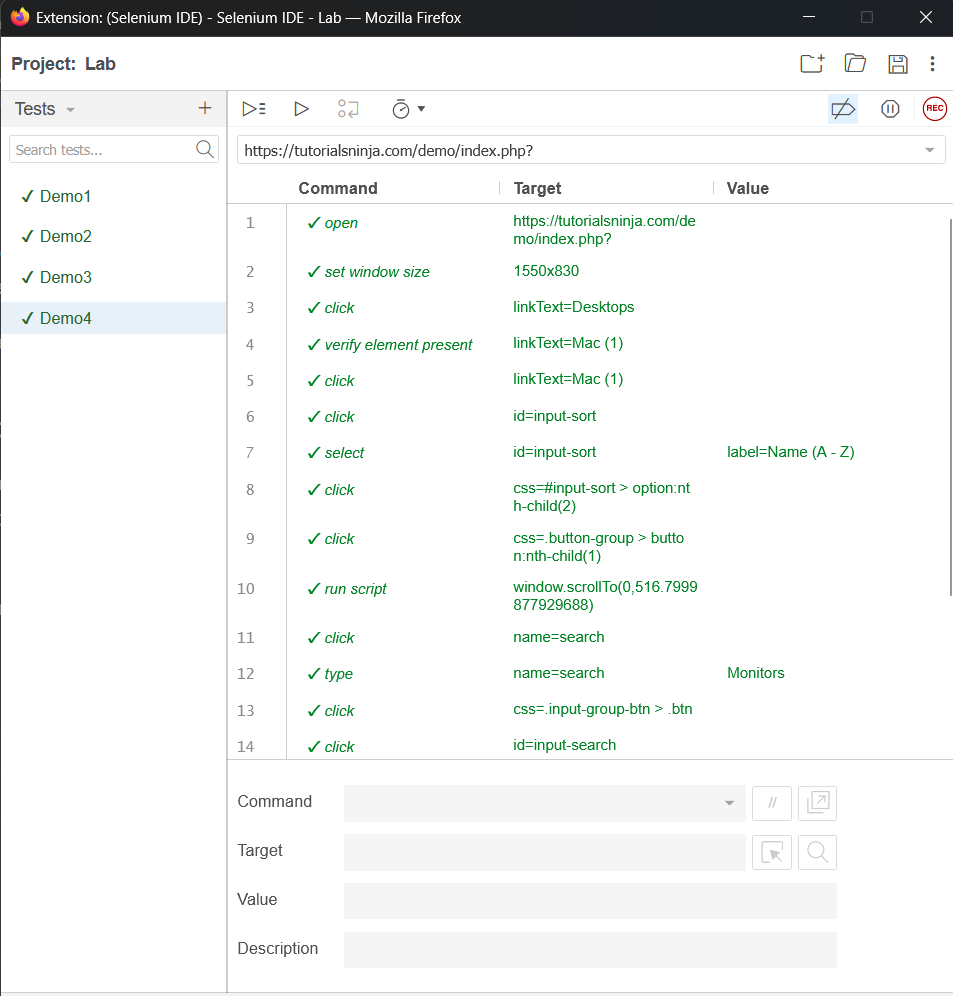 Extension: (Selenium IDE) - Selenium IDE - Lab — Mozilla Firefox
Project: Lab
Tests
REC
Search tests...
https://tutorialsninja.com/demo/index.php?
Command Target Value
✓ Demo1
✓ Demo2
✓ Demo3
✓ Demo4
1 ✓ open https://tutorialsninja.com/de
mo/index.php?
2 ✓ set window size 1550x830
3 ✓ click linkText=Desktops
4 ✓ verify element present linkText=Mac (1)
5 ✓ click linkText=Mac (1)
6 ✓ click id=input-sort
7 ✓ select id=input-sort label=Name (A - Z)
8 ✓ click css=#input-sort > option:nt
h-child(2)
9 ✓ click css=.button-group > butto
n:nth-child(1)
10 ✓ run script window.scrollTo(0,516.7999
877929688)
11 ✓ click name=search
12 ✓ type name=search Monitors
13 ✓ click css=.input-group-btn > .btn
14 ✓ click id=input-search
Command //
Target
Value
Description